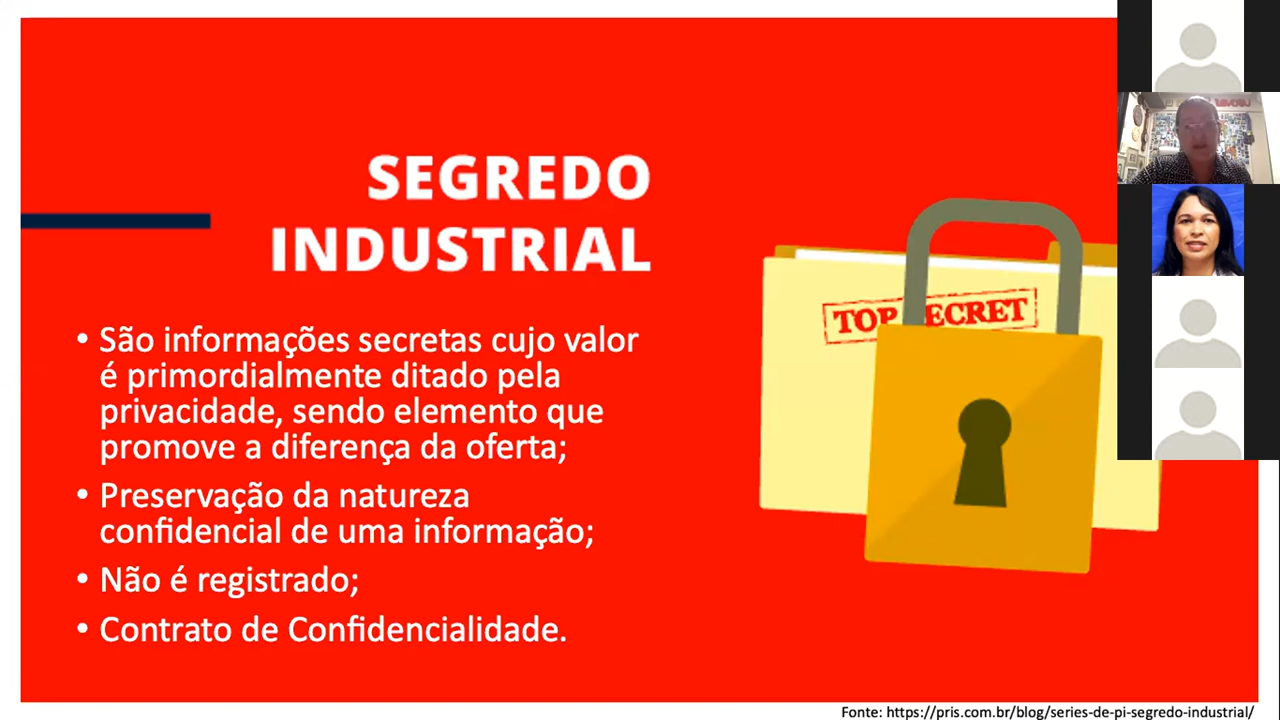 SEGREDO
INDUSTRIAL
• São informações secretas cujo valor
é primordialmente ditado pela
privacidade, sendo elemento que
promove a diferença da oferta;
• Preservação da natureza
confidencial de uma informação;
• Não é registrado;
• Contrato de Confidencialidade.
TOP ECRET
Fonte: https://pris.com.br/blog/series-de-pi-segredo-industrial/